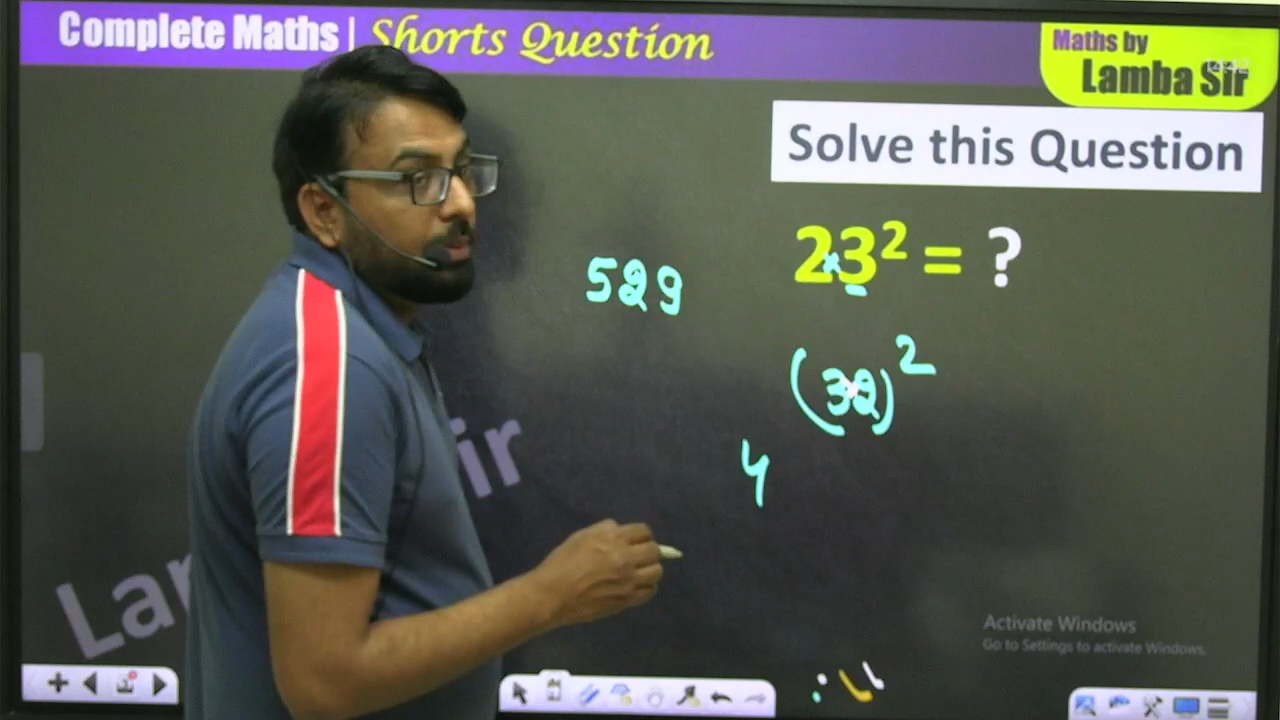 Complete Maths | Shorts Question
Maths by
Lamba Sir
Solve this Question
23² = ?
529
(32)²
4
Activate Windows
Go to Settings to activate Windows.